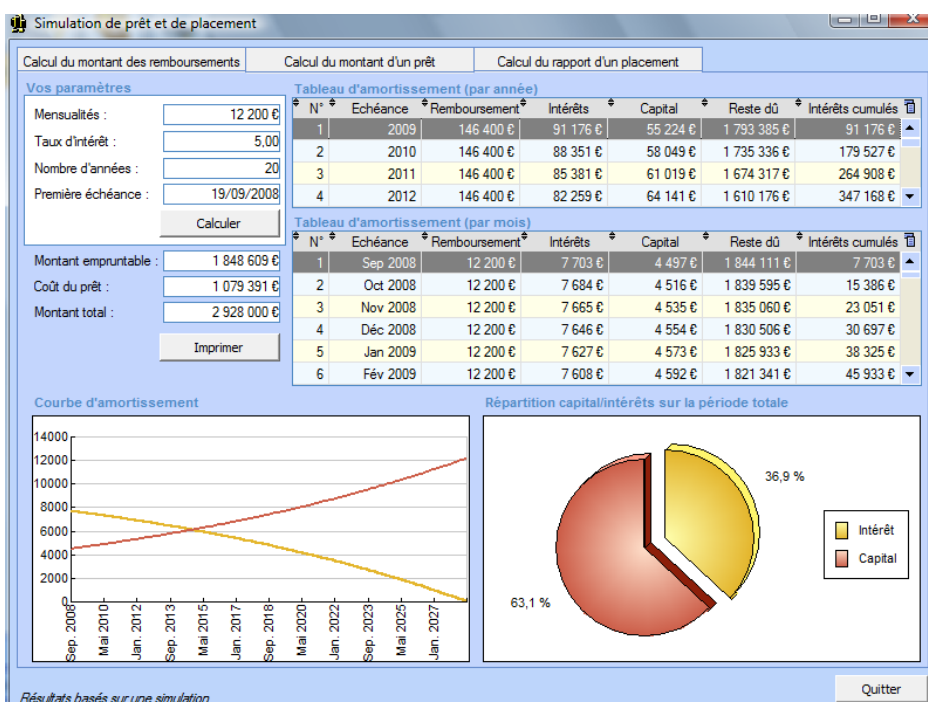 Simulation de prêt et de placement
Calcul du montant des remboursements Calcul du montant d'un prêt Calcul du rapport d'un placement
Vos paramètres
Mensualités : 12 200 €
Taux d'intérêt : 5,00
Nombre d'années : 20
Première échéance : 19/09/2008
Calculer
Montant empruntable : 1 848 609 €
Coût du prêt : 1 079 391 €
Montant total : 2 928 000 €
Imprimer
Tableau d'amortissement (par année)
N° Echéance Remboursement Intérêts Capital Reste dû Intérêts cumulés
1 2009 146 400 € 91 176 € 55 224 € 1 793 385 € 91 176 €
2 2010 146 400 € 88 351 € 58 049 € 1 735 336 € 179 527 €
3 2011 146 400 € 85 381 € 61 019 € 1 674 317 € 264 908 €
4 2012 146 400 € 82 259 € 64 141 € 1 610 176 € 347 168 €
Tableau d'amortissement (par mois)
N° Echéance Remboursement Intérêts Capital Reste dû Intérêts cumulés
1 Sep 2008 12 200 € 7 703 € 4 497 € 1 844 111 € 7 703 €
2 Oct 2008 12 200 € 7 684 € 4 516 € 1 839 595 € 15 386 €
3 Nov 2008 12 200 € 7 665 € 4 535 € 1 835 060 € 23 051 €
4 Déc 2008 12 200 € 7 646 € 4 554 € 1 830 506 € 30 697 €
5 Jan 2009 12 200 € 7 627 € 4 573 € 1 825 933 € 38 325 €
6 Fév 2009 12 200 € 7 608 € 4 592 € 1 821 341 € 45 933 €
Courbe d'amortissement
14000
12000
10000
8000
6000
4000
2000
0
Sep. 2008
Mai 2010
Jan. 2012
Sep. 2013
Mai 2015
Jan. 2017
Sep. 2018
Mai 2020
Jan. 2022
Sep. 2023
Mai 2025
Jan. 2027
Répartition capital/intérêts sur la période totale
36,9 %
63,1 %
Intérêt
Capital
Résultats basés sur une simulation
Quitter